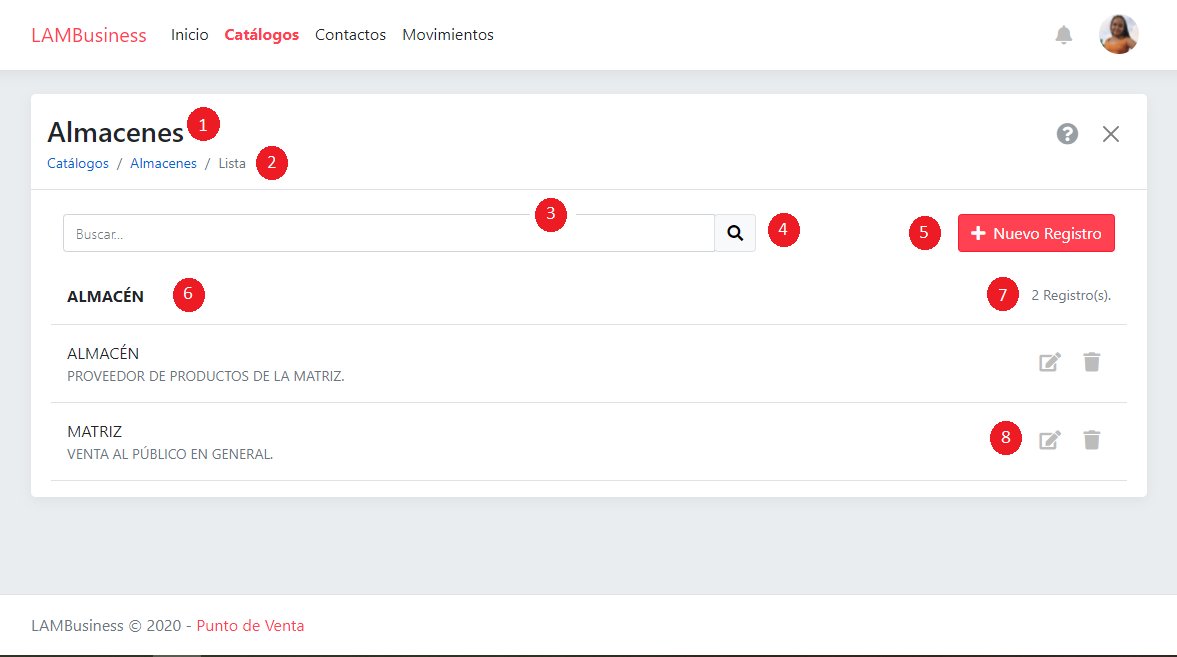 LAMBusiness Inicio Catálogos Contactos Movimientos
Almacenes 1
Catálogos / Almacenes / Lista 2
3
Buscar... 4 5 Nuevo Registro
ALMACÉN 6 7 2 Registro(s).
ALMACÉN
PROVEEDOR DE PRODUCTOS DE LA MATRIZ.
MATRIZ 8
VENTA AL PÚBLICO EN GENERAL.
LAMBusiness © 2020 - Punto de Venta